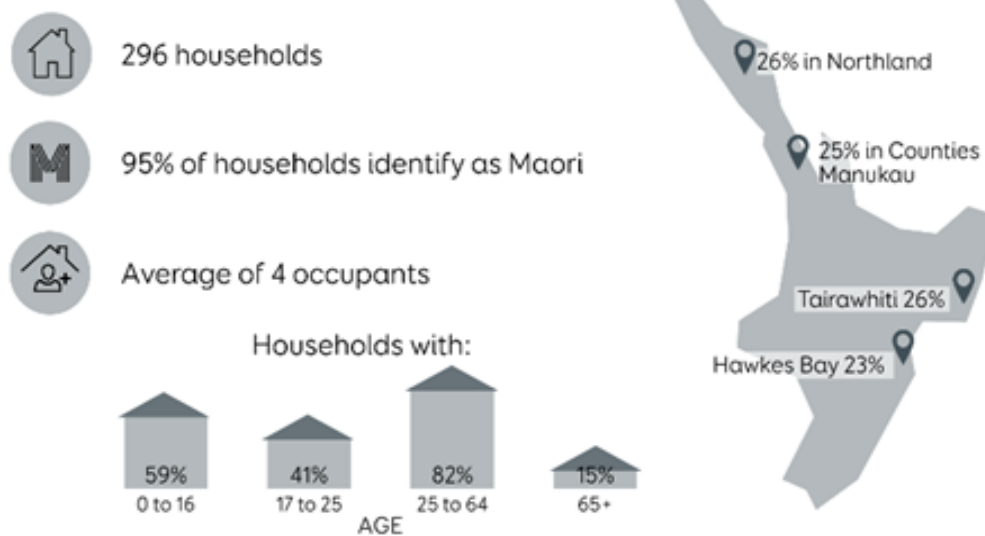 296 households
95% of households identify as Maori
Average of 4 occupants
Households with:
59%
0 to 16
41%
17 to 25
82%
25 to 64
15%
65+
AGE
26% in Northland
25% in Counties
Manukau
Tairawhiti 26%
Hawkes Bay 23%